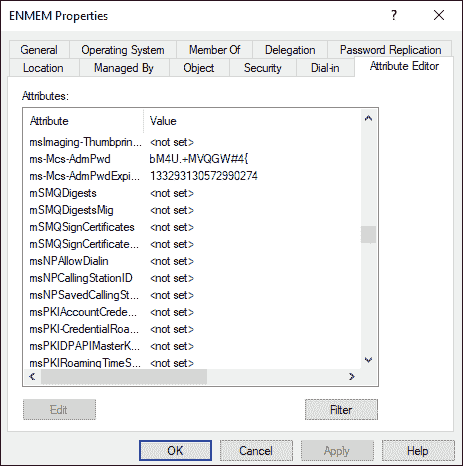 ENMEM Properties
?
General Operating System Member Of Delegation Password Replication
Location Managed By Object Security Dial-in Attribute Editor
Attributes:
Attribute Value
msImaging-Thumbprin... <not set>
ms-Mcs-AdmPwd bM4U.+MVQGW#4{
ms-Mcs-AdmPwdExpi... 133293130572990274
mSMQDigests <not set>
mSMQDigestsMig <not set>
mSMQSignCertificates <not set>
mSMQSignCertificate... <not set>
msNPAllowDialin <not set>
msNPCallingStationID <not set>
msNPSavedCallingSt... <not set>
msPKIAccountCrede... <not set>
msPKI-CredentialRoa... <not set>
msPKIDPAPIMasterK... <not set>
msPKIRoamingTimeS... <not set>
Edit Filter
OK Cancel Apply Help